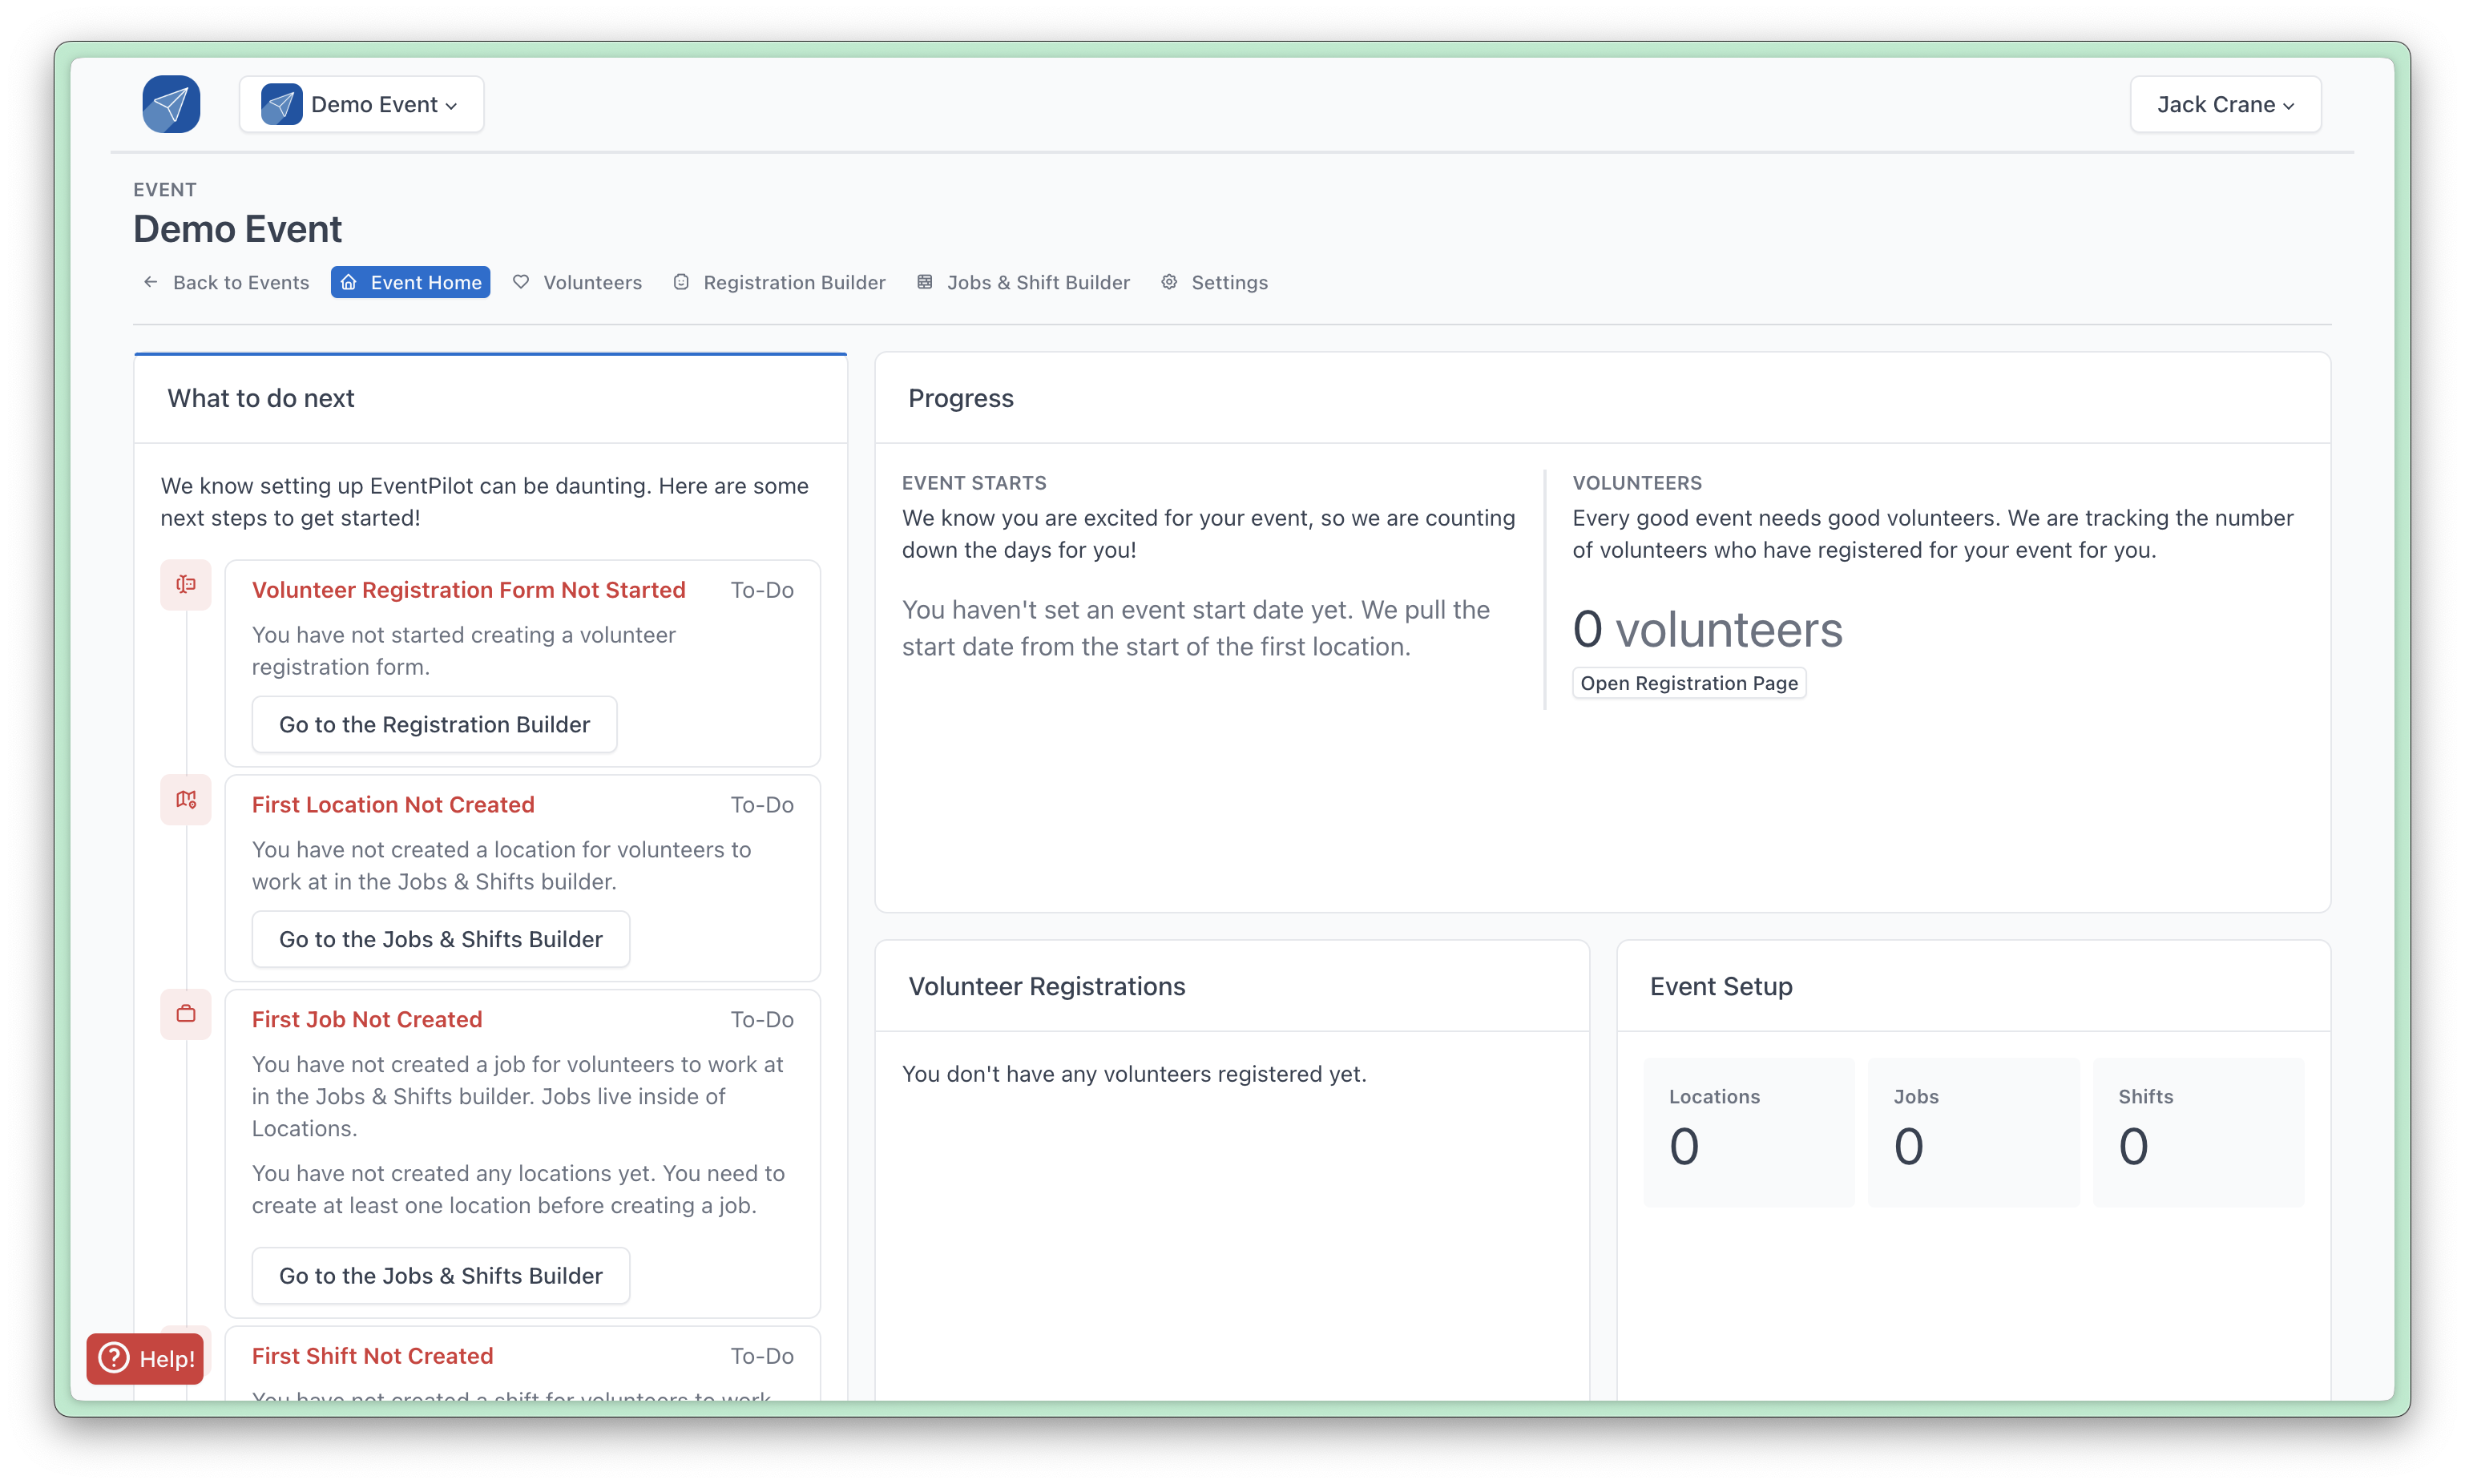 Demo Event
Jack Crane
EVENT
Demo Event
Back to Events
Event Home
Volunteers
Registration Builder
Jobs & Shift Builder
Settings
What to do next
We know setting up EventPilot can be daunting. Here are some
next steps to get started!
Volunteer Registration Form Not Started
To-Do
You have not started creating a volunteer
registration form.
Go to the Registration Builder
First Location Not Created
To-Do
You have not created a location for volunteers to
work at in the Jobs & Shifts builder.
Go to the Jobs & Shifts Builder
First Job Not Created
To-Do
You have not created a job for volunteers to work at
in the Jobs & Shifts builder. Jobs live inside of
Locations.
You have not created any locations yet. You need to
create at least one location before creating a job.
Go to the Jobs & Shifts Builder
First Shift Not Created
To-Do
You have not created a shift for volunteers to work
Help!
Progress
EVENT STARTS
We know you are excited for your event, so we are counting
down the days for you!
You haven't set an event start date yet. We pull the
start date from the start of the first location.
VOLUNTEERS
Every good event needs good volunteers. We are tracking the number
of volunteers who have registered for your event for you.
0 volunteers
Open Registration Page
Volunteer Registrations
You don't have any volunteers registered yet.
Event Setup
Locations
0
Jobs
0
Shifts
0